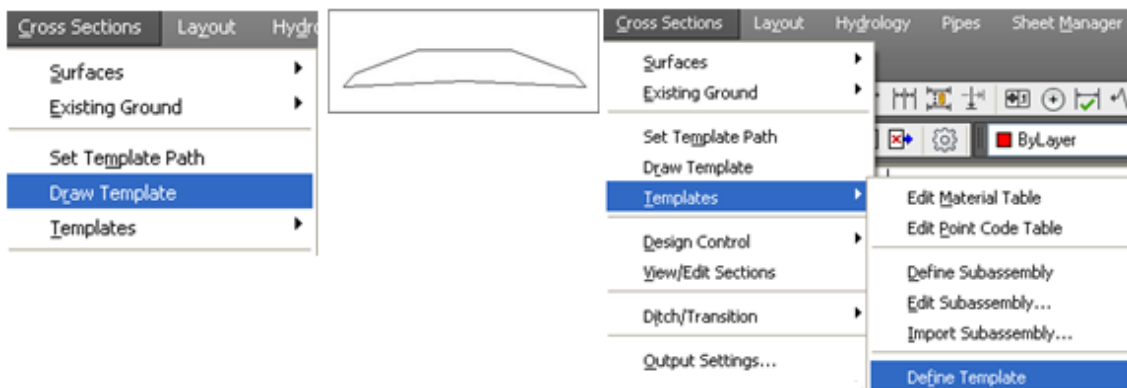 Cross Sections Layout
Surfaces
Existing Ground
Set Template Path
Draw Template
Templates
Cross Sections Layout Hydrology Pipes Sheet Manager
Surfaces
Existing Ground
Set Template Path
Draw Template
Templates
Design Control
View/Edit Sections
Ditch/Transition
Output Settings...
ByLayer
Edit Material Table
Edit Point Code Table
Define Subassembly
Edit Subassembly...
Import Subassembly...
Define Template